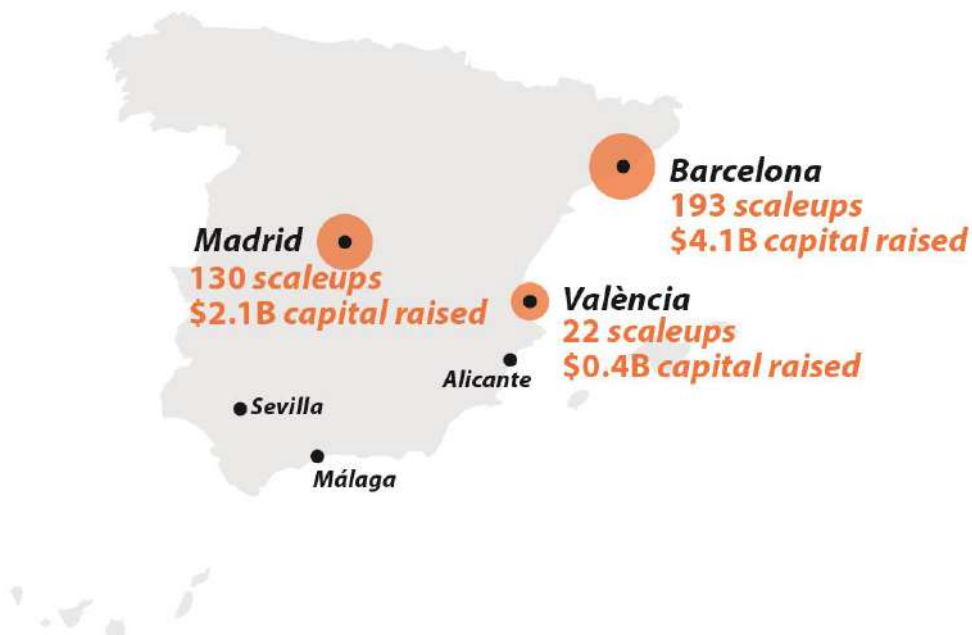 Barcelona
193 scaleups
$4.1B capital raised
Madrid
130 scaleups
$2.1B capital raised
València
22 scaleups
$0.4B capital raised
Alicante
Sevilla
Málaga